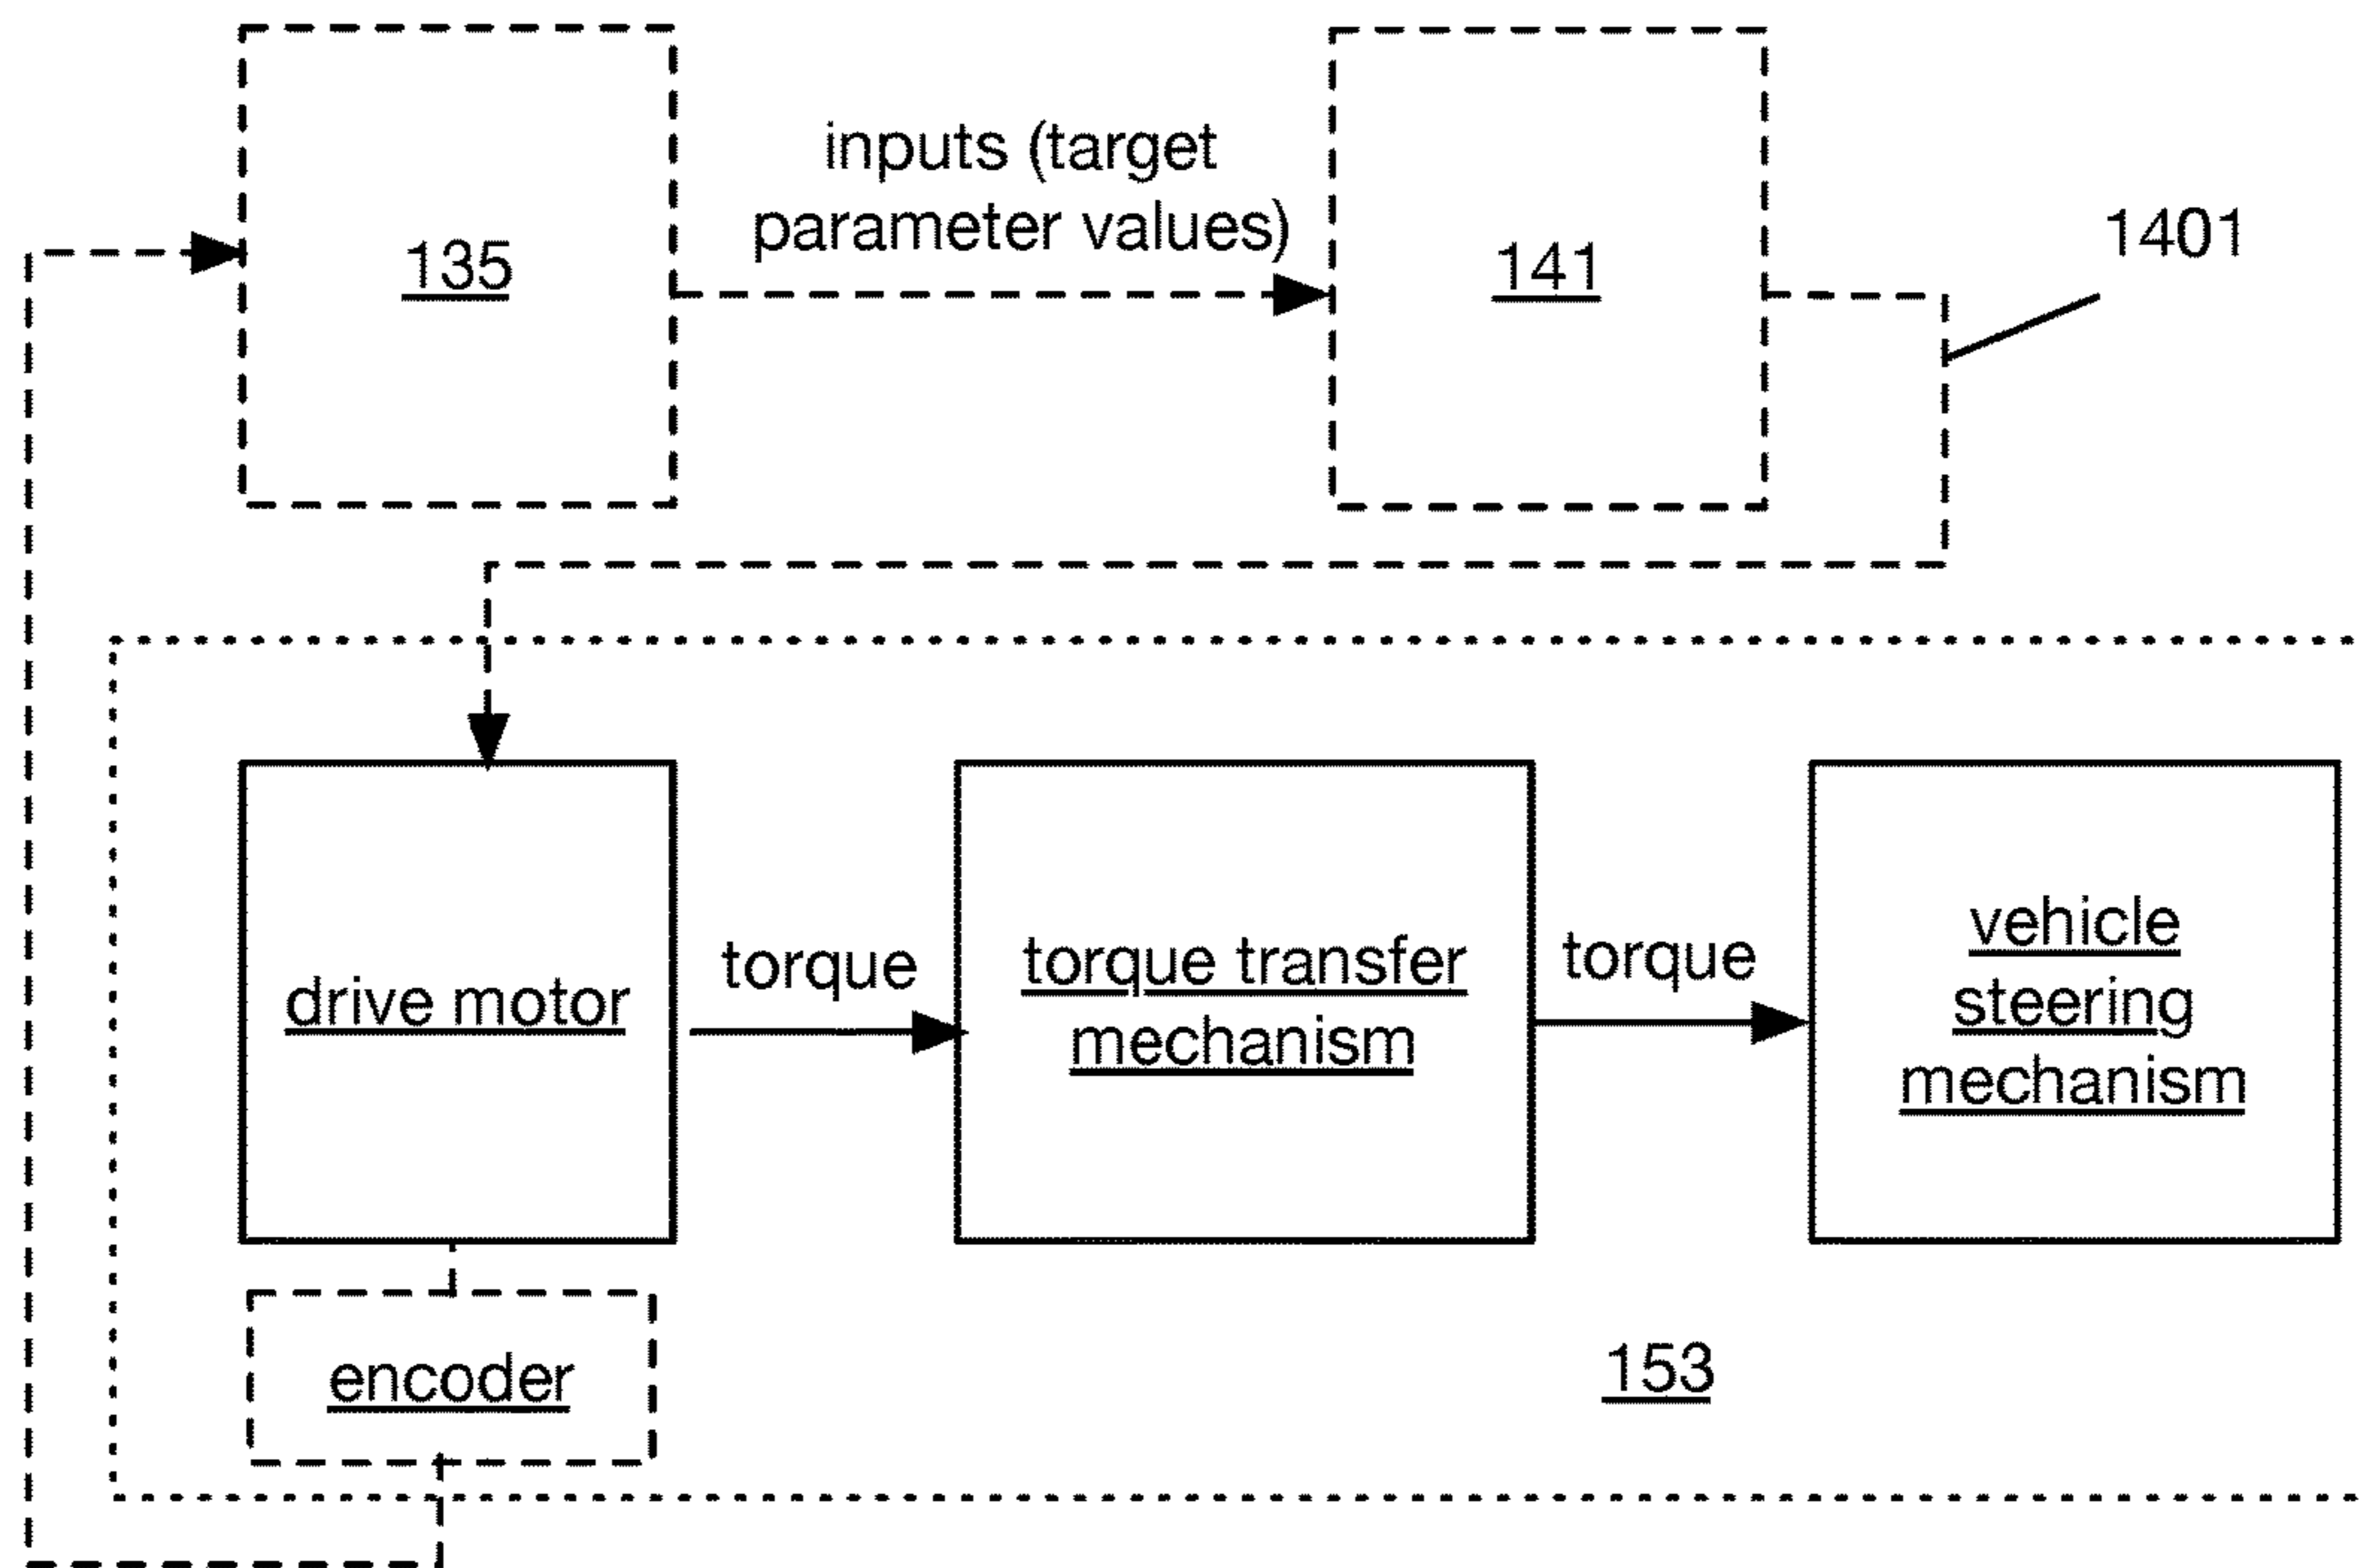 inputs (target
parameter values)
135
141
1401
drive motor
torque
torque transfer
mechanism
torque
vehicle
steering
mechanism
encoder
153